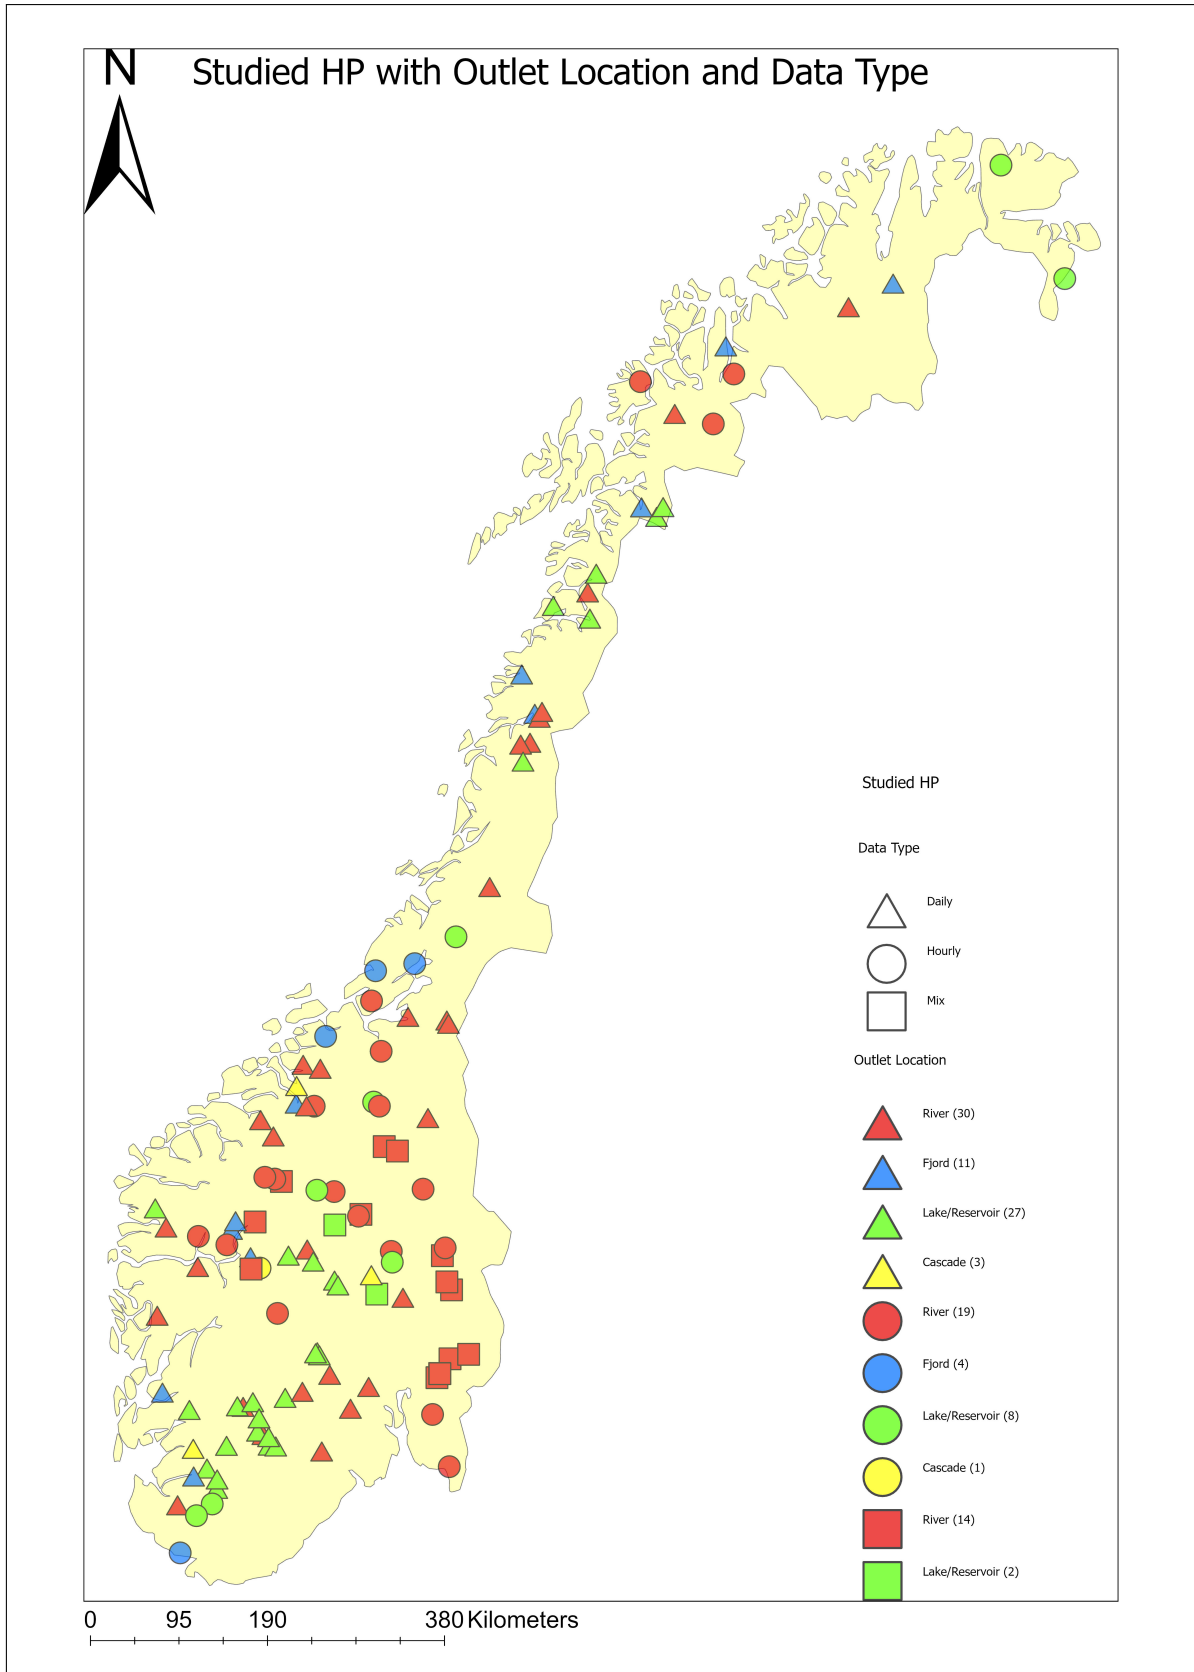 N
Studied HP with Outlet Location and Data Type
Studied HP
Data Type
Daily
Hourly
Mix
Outlet Location
River (30)
Fjord (11)
Lake/Reservoir (27)
Cascade (3)
River (19)
Fjord (4)
Lake/Reservoir (8)
Cascade (1)
River (14)
Lake/Reservoir (2)
0 95 190 380 Kilometers